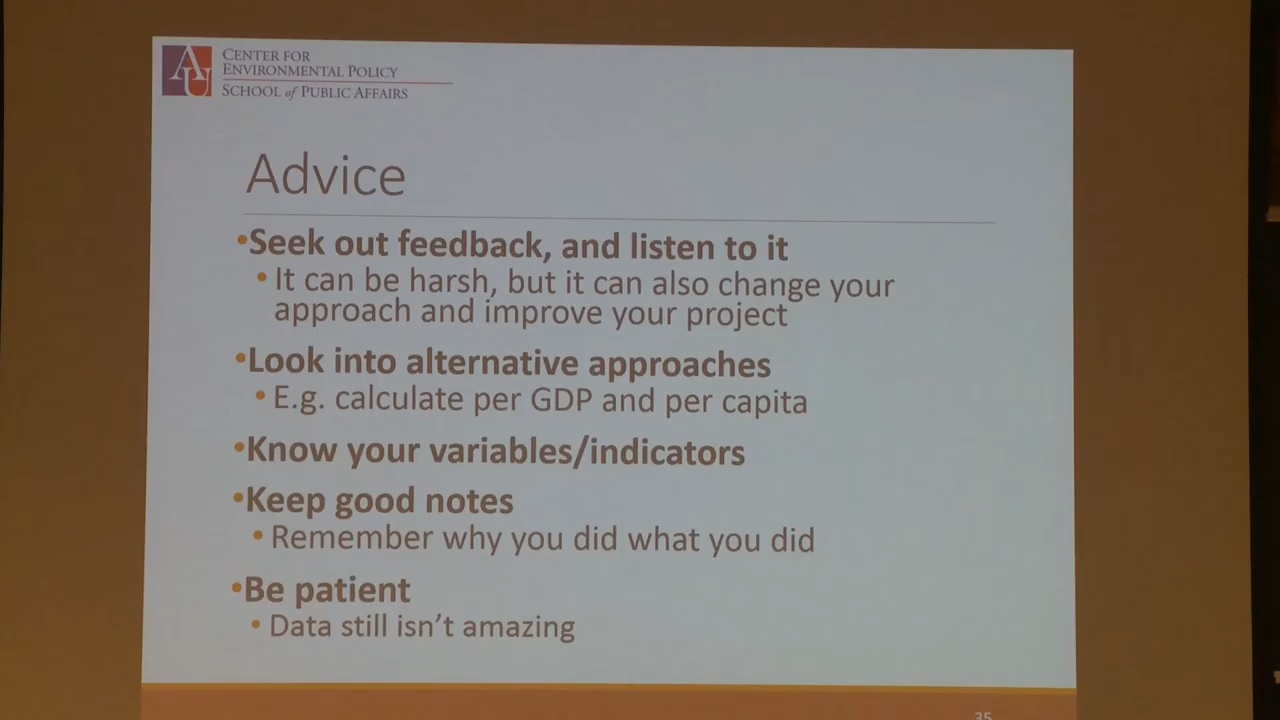 AU
CENTER FOR
ENVIRONMENTAL POLICY
SCHOOL of PUBLIC AFFAIRS
Advice
•Seek out feedback, and listen to it
•It can be harsh, but it can also change your
approach and improve your project
•Look into alternative approaches
•E.g. calculate per GDP and per capita
•Know your variables/indicators
•Keep good notes
•Remember why you did what you did
•Be patient
•Data still isn't amazing
35